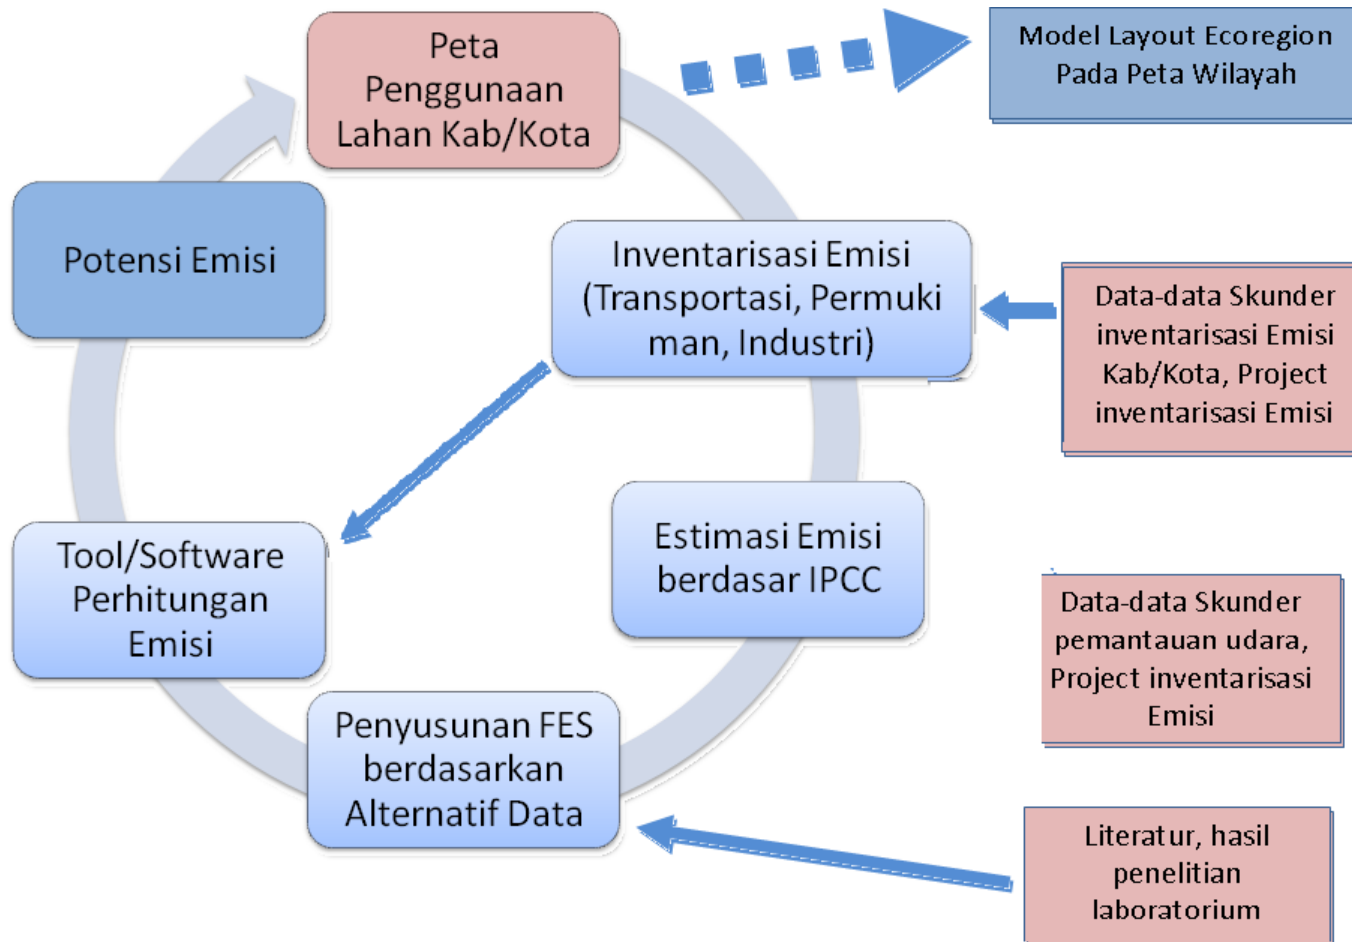 Peta
Penggunaan
Lahan Kab/Kota
Model Layout Ecoregion
Pada Peta Wilayah
Potensi Emisi
Inventarisasi Emisi
(Transportasi, Permuki
man, Industri)
Data-data Skunder
inventarisasi Emisi
Kab/Kota, Project
inventarisasi Emisi
Tool/Software
Perhitungan
Emisi
Estimasi Emisi
berdasar IPCC
Data-data Skunder
pemantauan udara,
Project inventarisasi
Emisi
Penyusunan FES
berdasarkan
Alternatif Data
Literatur, hasil
penelitian
laboratorium